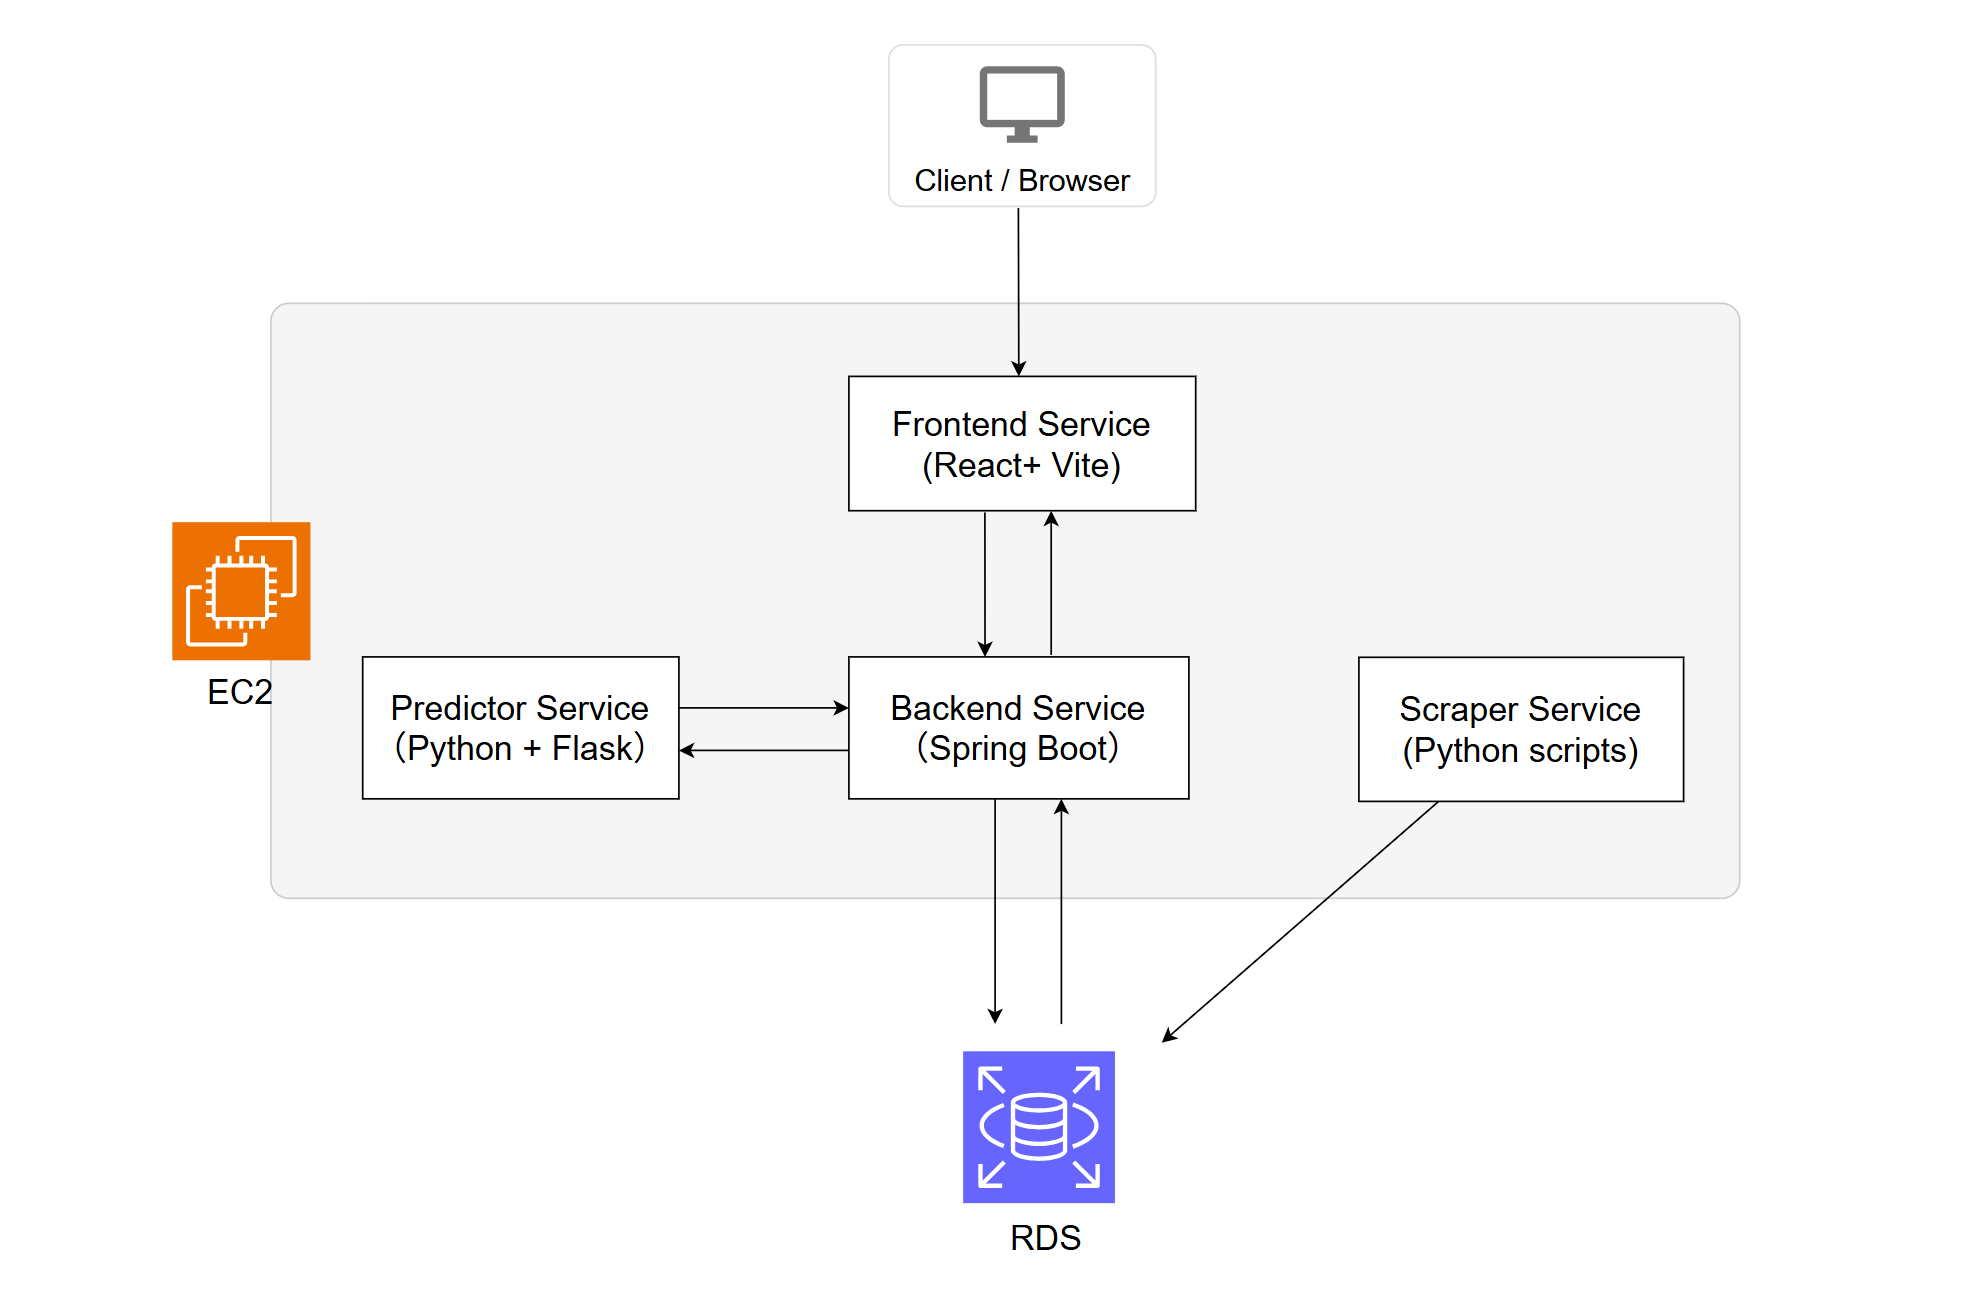 Client / Browser
Frontend Service
(React+ Vite)
EC2
Predictor Service
（Python + Flask）
Backend Service
（Spring Boot）
Scraper Service
(Python scripts)
RDS